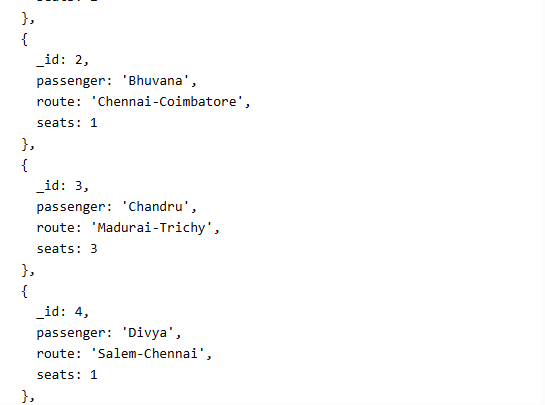 },
{
_id: 2,
passenger: 'Bhuvana',
route: 'Chennai-Coimbatore',
seats: 1
},
{
_id: 3,
passenger: 'Chandru',
route: 'Madurai-Trichy',
seats: 3
},
{
_id: 4,
passenger: 'Divya',
route: 'Salem-Chennai',
seats: 1
},